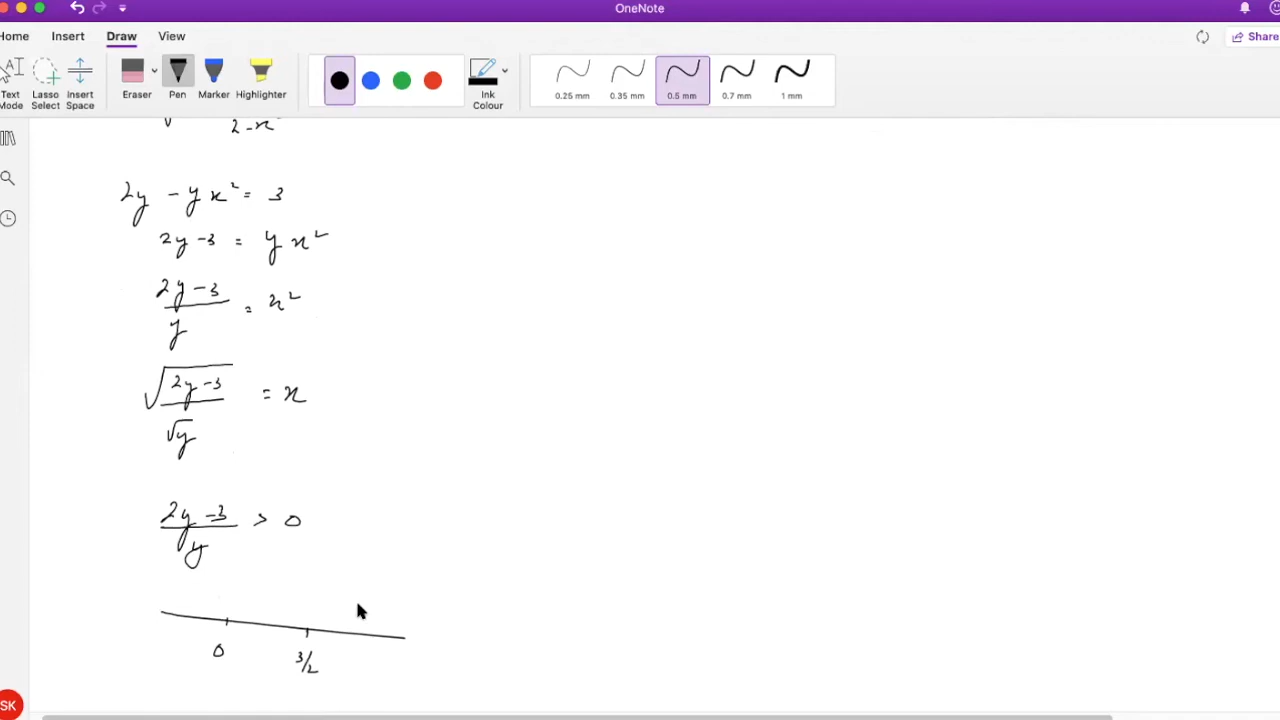 OneNote
Home Insert Draw View
Share
Text Mode Lasso Select Insert Space Eraser Pen Marker Highlighter Ink Colour 0.25 mm 0.35 mm 0.5 mm 0.7 mm 1 mm
2-x²
2y - yx² = 3
2y-3 = yx²
2y-3/y = x²
√2y-3/√y = x
2y-3/y > 0
0 3/2
SK